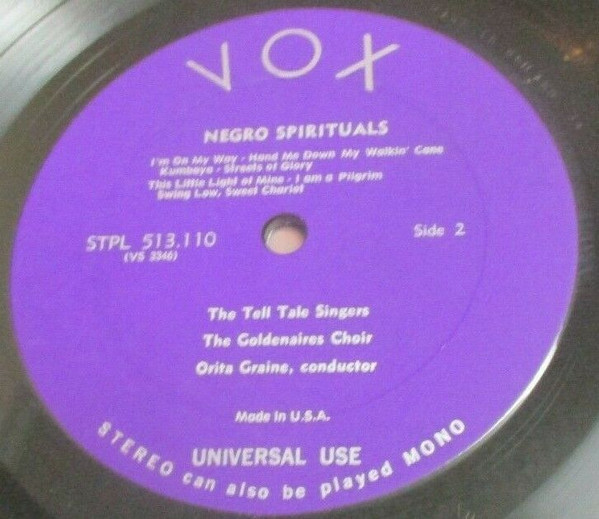 VOX
NEGRO SPIRITUALS
I'm On My Way - Hand Me Down My Walkin' Cane
Kumbaya - Streets of Glory
This Little Light of Mine - I am a Pilgrim
Swing Low, Sweet Chariot
STPL 513.110
(VS 3346)
Side 2
The Tell Tale Singers
The Goldenaires Choir
Orita Graine, conductor
Made in U.S.A.
UNIVERSAL USE
STEREO can also be played MONO